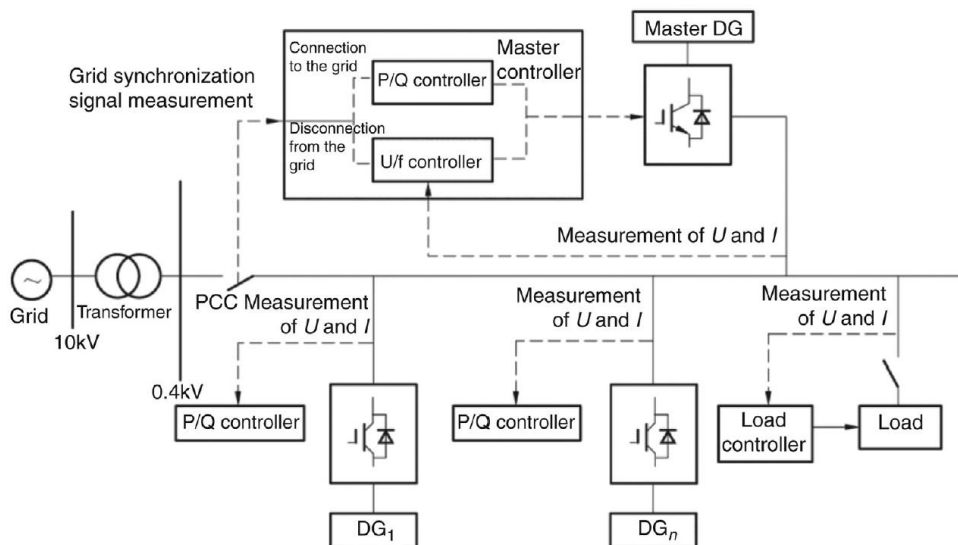 Master DG
Connection
to the grid
Master
controller
P/Q controller
Grid synchronization
signal measurement
Disconnection
from the
grid
U/f controller
Measurement of U and I
Grid
10kV
Transformer
0.4kV
PCC Measurement
of U and I
Measurement
of U and I
Measurement
of U and I
P/Q controller
P/Q controller
Load
controller
Load
DG1
DGn